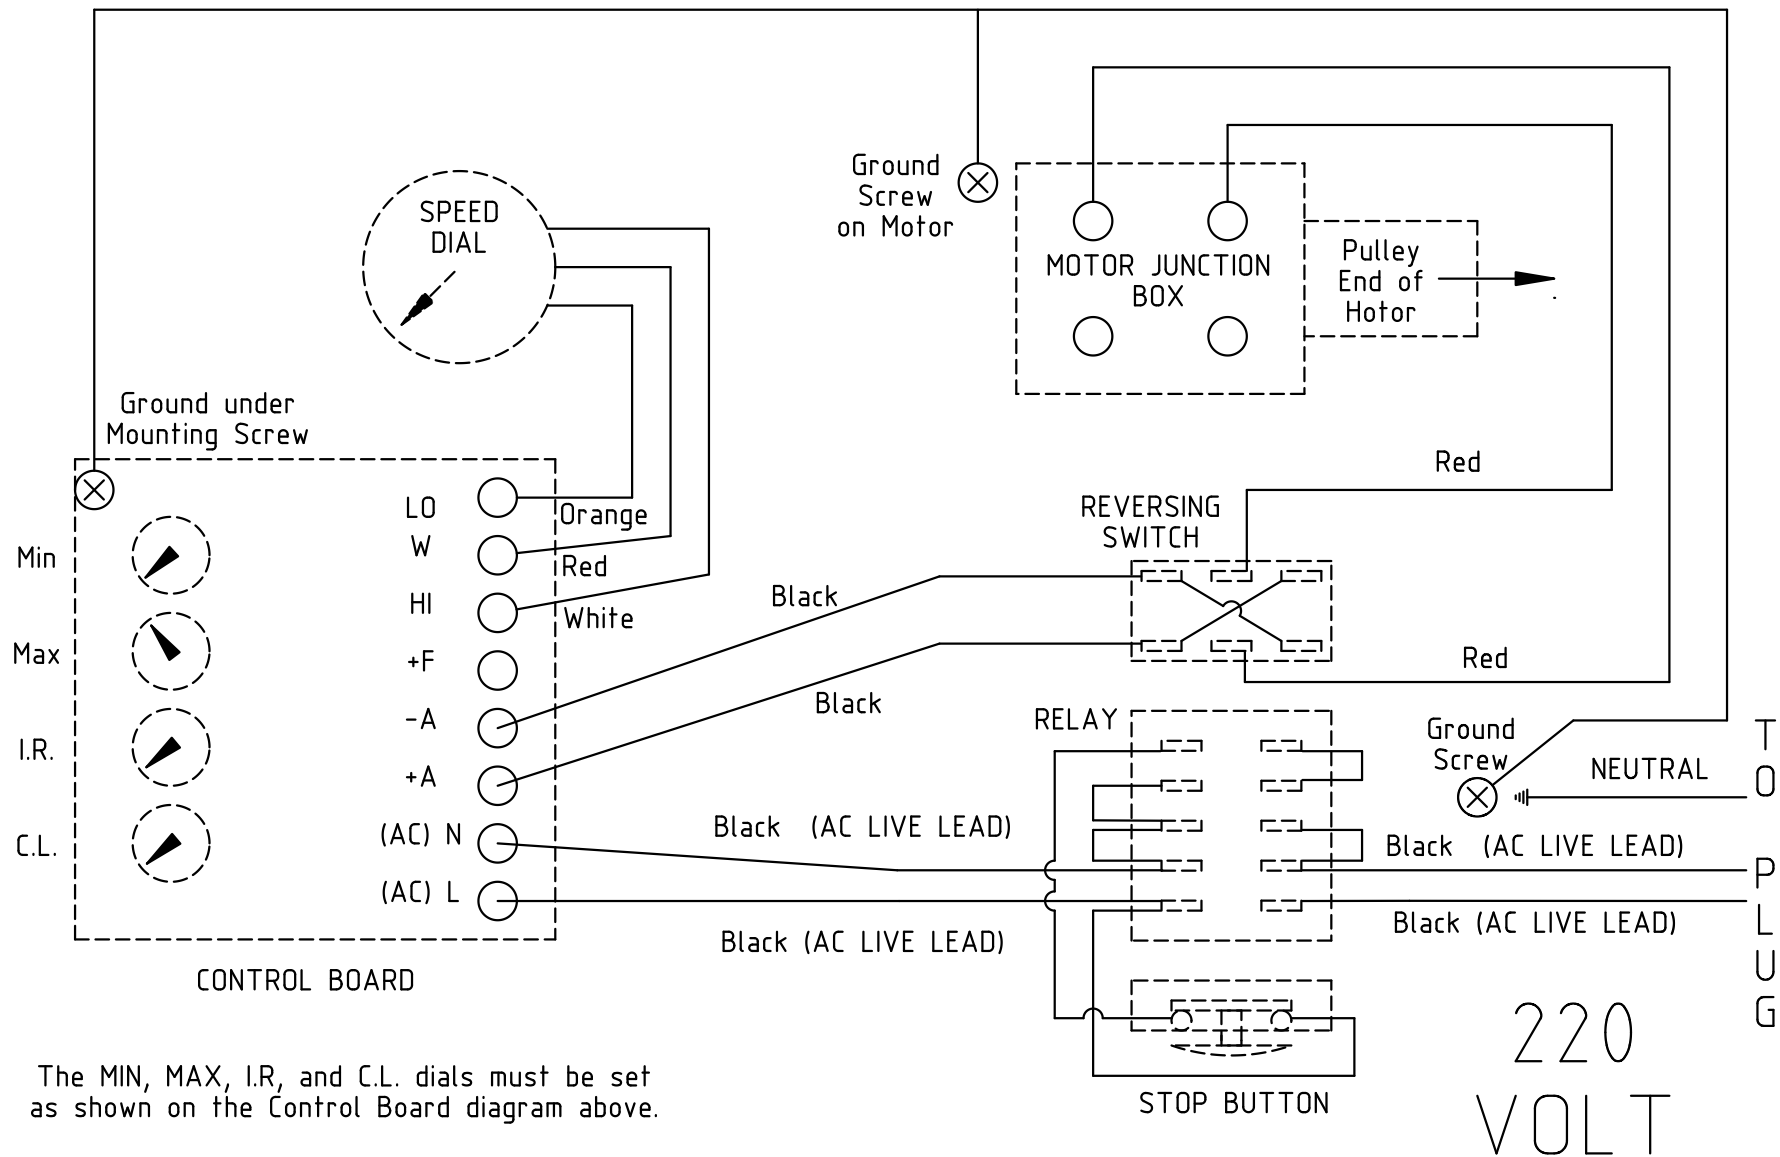 Ground
Screw
on Motor
SPEED
DIAL
MOTOR JUNCTION
BOX
Pulley
End of
Hotor
Ground under
Mounting Screw
LO
Orange
W
Red
HI
White
+F
-A
+A
(AC) N
(AC) L
Min
Max
I.R.
C.L.
CONTROL BOARD
Red
REVERSING
SWITCH
Black
Red
Black
RELAY
Ground
Screw
NEUTRAL
Black (AC LIVE LEAD)
Black (AC LIVE LEAD)
Black (AC LIVE LEAD)
Black (AC LIVE LEAD)
TO PLUG
STOP BUTTON
220
VOLT
The MIN, MAX, I.R, and C.L. dials must be set
as shown on the Control Board diagram above.